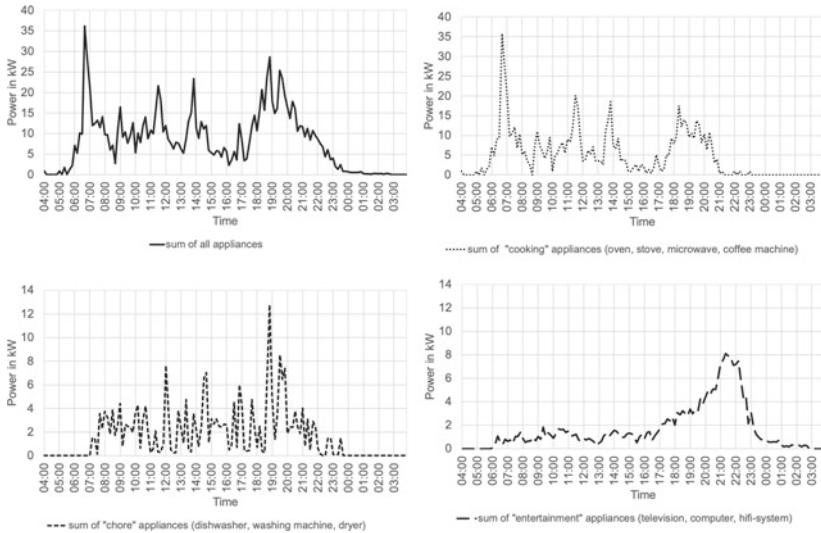 Power in kW
40
35
30
25
20
15
10
5
0
04:00 05:00 06:00 07:00 08:00 09:00 10:00 11:00 12:00 13:00 14:00 15:00 16:00 17:00 18:00 19:00 20:00 21:00 22:00 23:00 00:00 01:00 02:00 03:00
Time
sum of all appliances
Power in kW
40
35
30
25
20
15
10
5
0
04:00 05:00 06:00 07:00 08:00 09:00 10:00 11:00 12:00 13:00 14:00 15:00 16:00 17:00 18:00 19:00 20:00 21:00 22:00 23:00 00:00 01:00 02:00 03:00
Time
sum of "cooking" appliances (oven, stove, microwave, coffee machine)
Power in kW
14
12
10
8
6
4
2
0
04:00 05:00 06:00 07:00 08:00 09:00 10:00 11:00 12:00 13:00 14:00 15:00 16:00 17:00 18:00 19:00 20:00 21:00 22:00 23:00 00:00 01:00 02:00 03:00
Time
sum of "chore" appliances (dishwasher, washing machine, dryer)
Power in kW
14
12
10
8
6
4
2
0
04:00 05:00 06:00 07:00 08:00 09:00 10:00 11:00 12:00 13:00 14:00 15:00 16:00 17:00 18:00 19:00 20:00 21:00 22:00 23:00 00:00 01:00 02:00 03:00
Time
sum of "entertainment" appliances (television, computer, hifi-system)